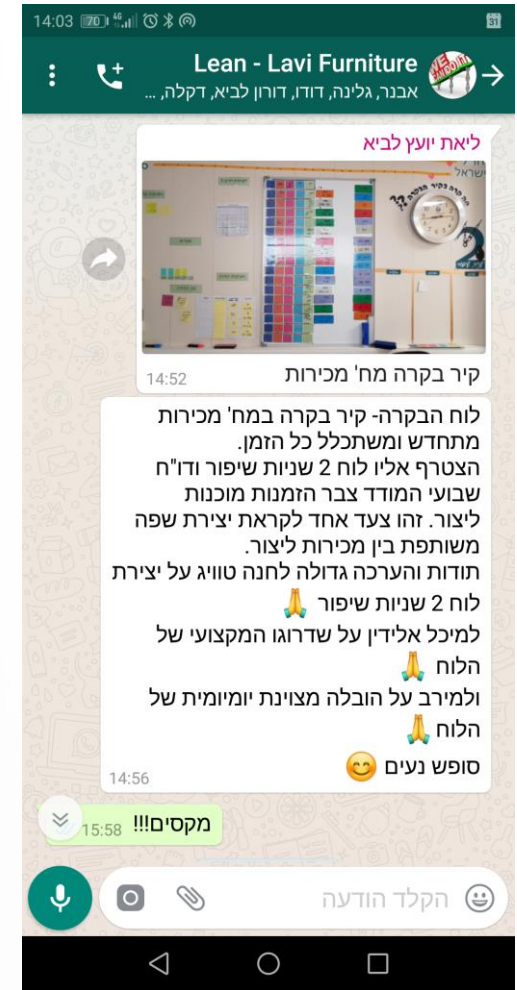 14:03 70 4G 31
Lean - Lavi Furniture
אבנר, גלינה, דודו, דורון לביא, דקלה, ...
ליאת יועץ לביא
ישראל
קיר בקרה מח' מכירות
14:52
לוח הבקרה- קיר בקרה במח' מכירות
מתחדש ומשתכלל כל הזמן.
הצטרף אליו לוח 2 שניות שיפור ודו"ח
שבועי המודד צבר הזמנות מוכנות
ליצור. זהו צעד אחד לקראת יצירת שפה
משותפת בין מכירות ליצור.
תודות והערכה גדולה לחנה טוויג על יצירת
לוח 2 שניות שיפור 🙏
למיכל אלידין על שדרוגו המקצועי של
הלוח 🙏
ולמירב על הובלה מצוינת יומיומית של
הלוח 🙏
סופש נעים 😊
14:56
מקסים!!! 15:58
הקלד הודעה